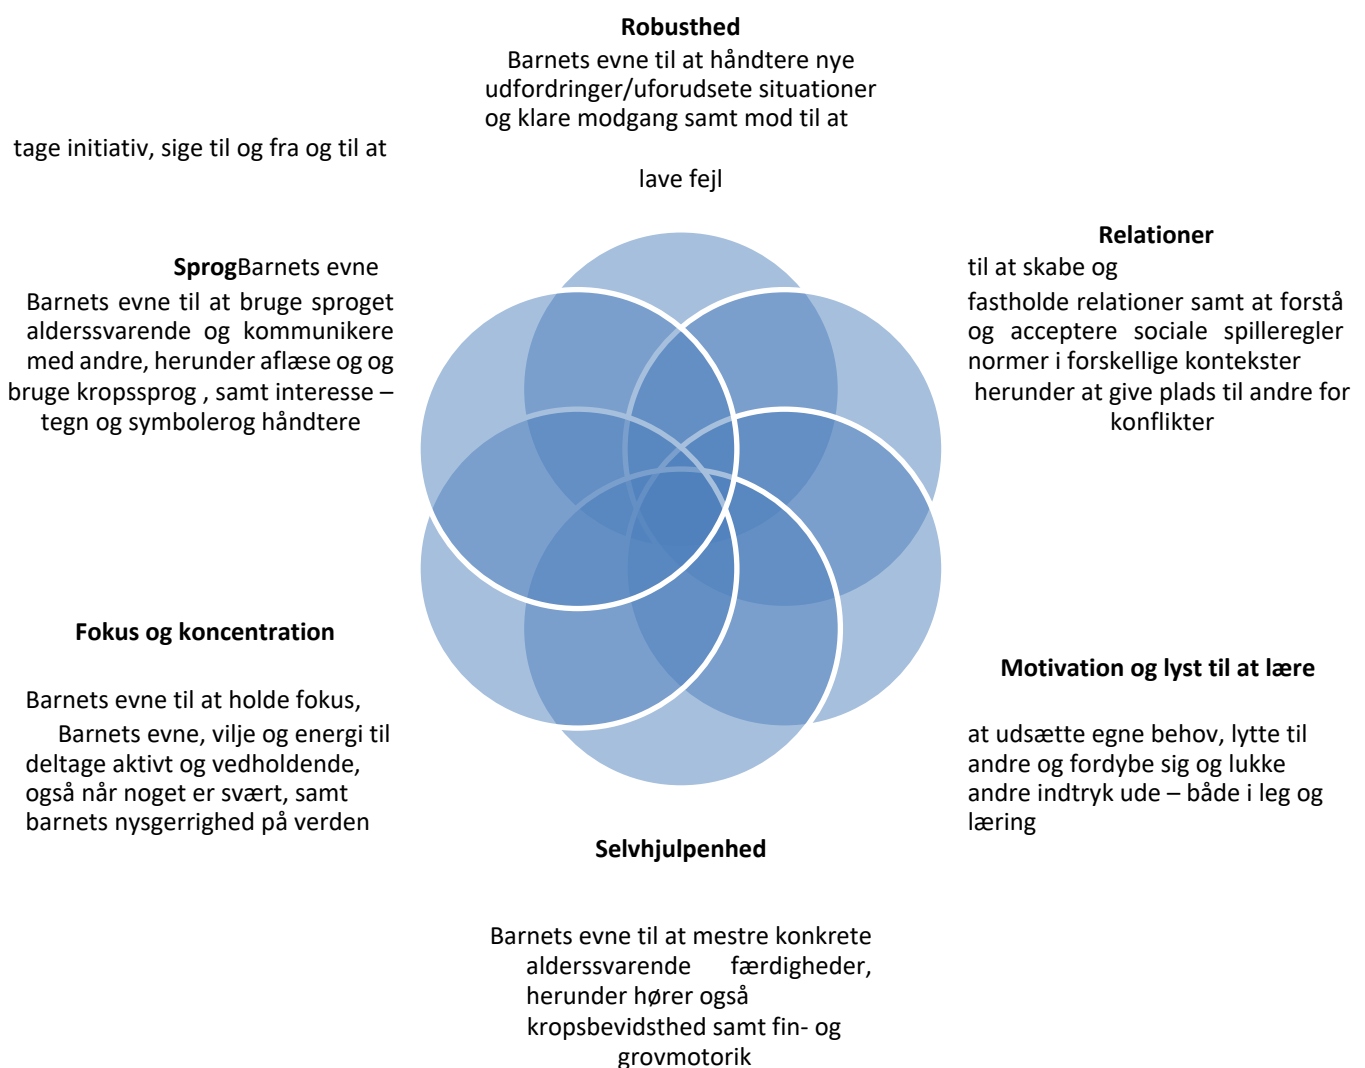 Robusthed
Barnets evne til at håndtere nye
udfordringer/uforudsete situationer
og klare modgang samt mod til at
tage initiativ, sige til og fra og til at
lave fejl
Relationer
til at skabe og
fastholde relationer samt at forstå
og acceptere sociale spilleregler
normer i forskellige kontekster
herunder at give plads til andre for
konflikter
SprogBarnets evne
Barnets evne til at bruge sproget
alderssvarende og kommunikere
med andre, herunder aflæse og og
bruge kropssprog , samt interesse –
tegn og symbolerog håndtere
Fokus og koncentration
Barnets evne til at holde fokus,
Barnets evne, vilje og energi til
deltage aktivt og vedholdende,
også når noget er svært, samt
barnets nysgerrighed på verden
Motivation og lyst til at lære
at udsætte egne behov, lytte til
andre og fordybe sig og lukke
andre indtryk ude – både i leg og
læring
Selvhjulpenhed
Barnets evne til at mestre konkrete
alderssvarende færdigheder,
herunder hører også
kropsbevidsthed samt fin- og
grovmotorik